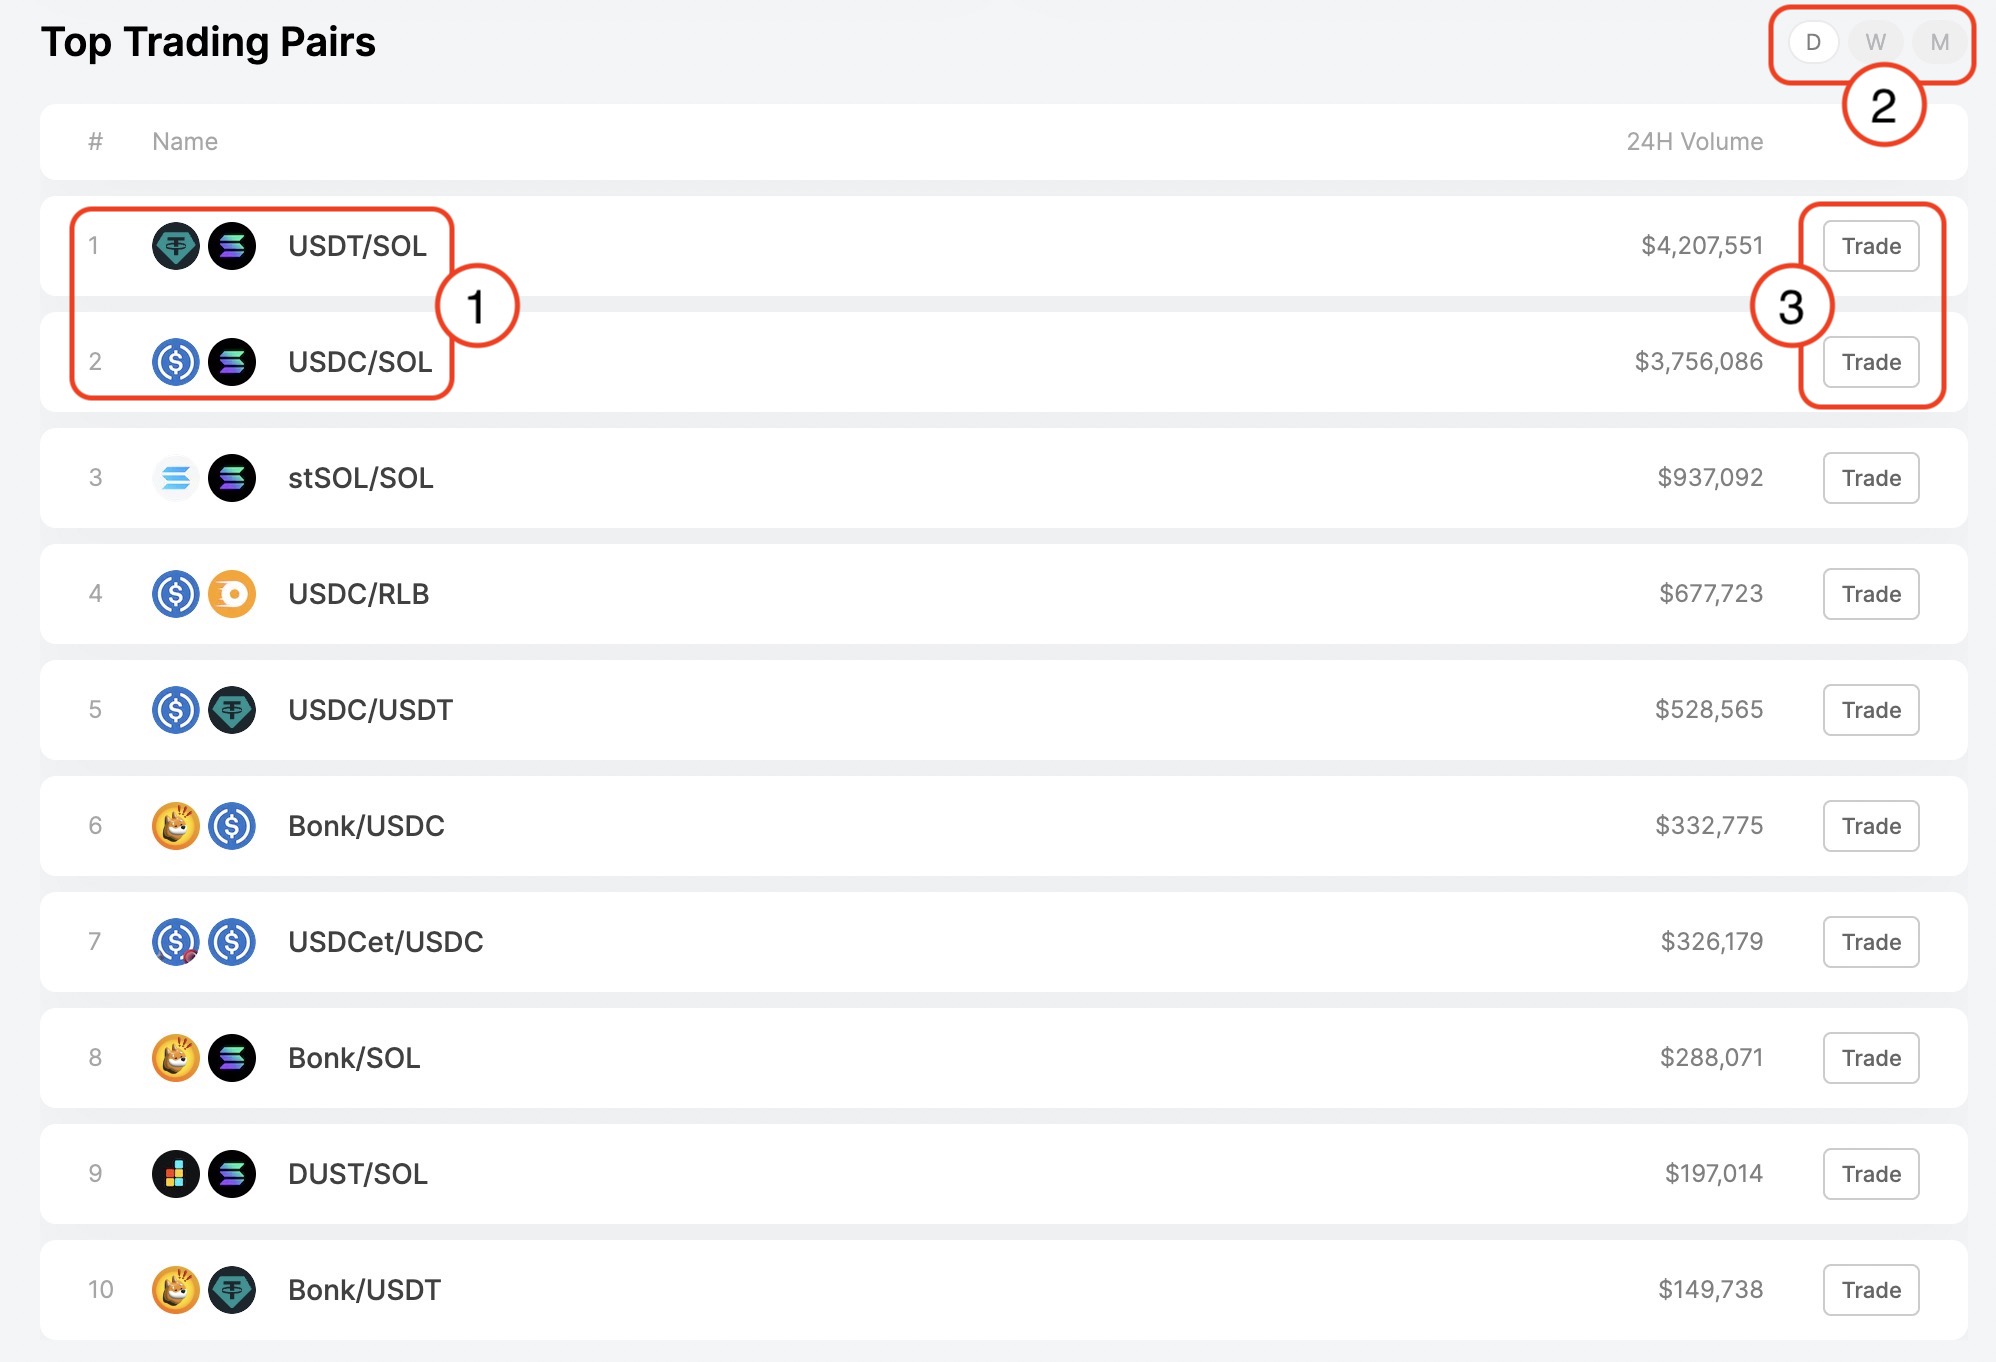 Top Trading Pairs
D W M
2
# Name 24H Volume
1 USDT/SOL $4,207,551 Trade
1 3
2 USDC/SOL $3,756,086 Trade
3 stSOL/SOL $937,092 Trade
4 USDC/RLB $677,723 Trade
5 USDC/USDT $528,565 Trade
6 Bonk/USDC $332,775 Trade
7 USDCet/USDC $326,179 Trade
8 Bonk/SOL $288,071 Trade
9 DUST/SOL $197,014 Trade
10 Bonk/USDT $149,738 Trade